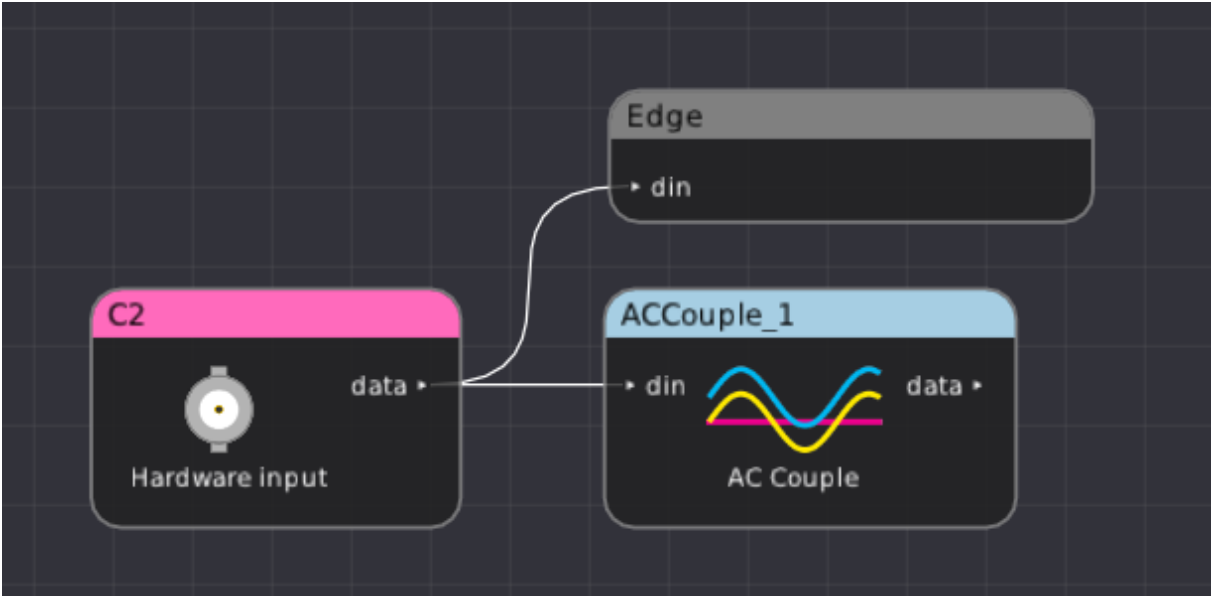 Edge
din
C2
data
Hardware input
ACCouple_1
din
data
AC Couple